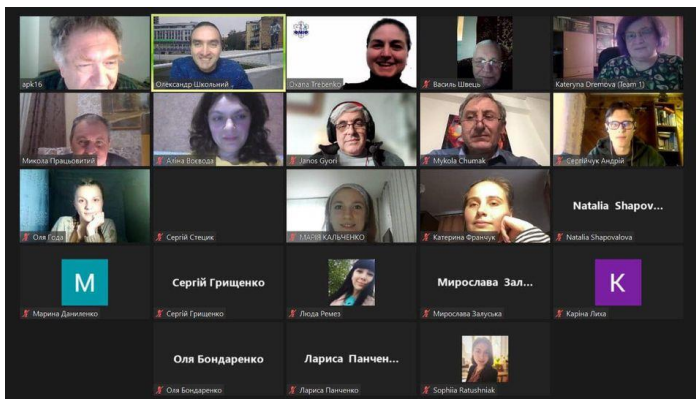 apk16
Олександр Школьний
Dyana Trepenko
Василь Швець
Kateryna Dremova (Team 1)
Микола Працьовитий
Аліна Воєвода
Janos Gyori
Mykola Chumak
Сергійчук Андрій
Оля Года
Сергій Стецик
МАРІЯ КАЛЬЧЕНКО
Катерина Франчук
Natalia Shapov...
Natalia Shapovalova
М
Марина Даниленко
Сергій Грищенко
Сергій Грищенко
Люда Ремез
Мирослава Зал...
Мирослава Залуська
К
Каріна Лиха
Оля Бондаренко
Оля Бондаренко
Лариса Панчен...
Лариса Панченко
Sophiia Ratushniak